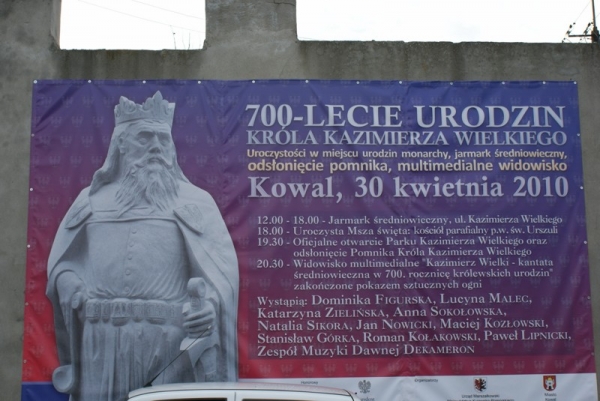 700-LECIE URODZIN
KRÓLA KAZIMIERZA WIELKIEGO
Uroczystości w miejscu urodzin monarchy, jarmark średniowieczny,
odsłonięcie pomnika, multimedialne widowisko
Kowal, 30 kwietnia 2010
12.00 - 18.00 - Jarmark średniowieczny, ul. Kazimierza Wielkiego
18.00 - Uroczysta Msza święta: kościół parafialny p.w. św. Urszuli
19.30 - Oficjalne otwarcie Parku Kazimierza Wielkiego oraz
odsłonięcie Pomnika Króla Kazimierza Wielkiego
20.30 - Widowisko multimedialne "Kazimierz Wielki - kantata
średniowieczna w 700. rocznicę królewskich urodzin"
zakończone pokazem sztucznych ogni
Wystąpią: Dominika FIGURSKA, Lucyna MALEC,
Katarzyna ZIELIŃSKA, Anna SOKOŁOWSKA,
Natalia SIKORA, Jan NOWICKI, Maciej KOZŁOWSKI,
Stanisław GÓRKA, Roman KOŁAKOWSKI, Paweł LIPNICKI,
Zespół Muzyki Dawnej DEKAMERON